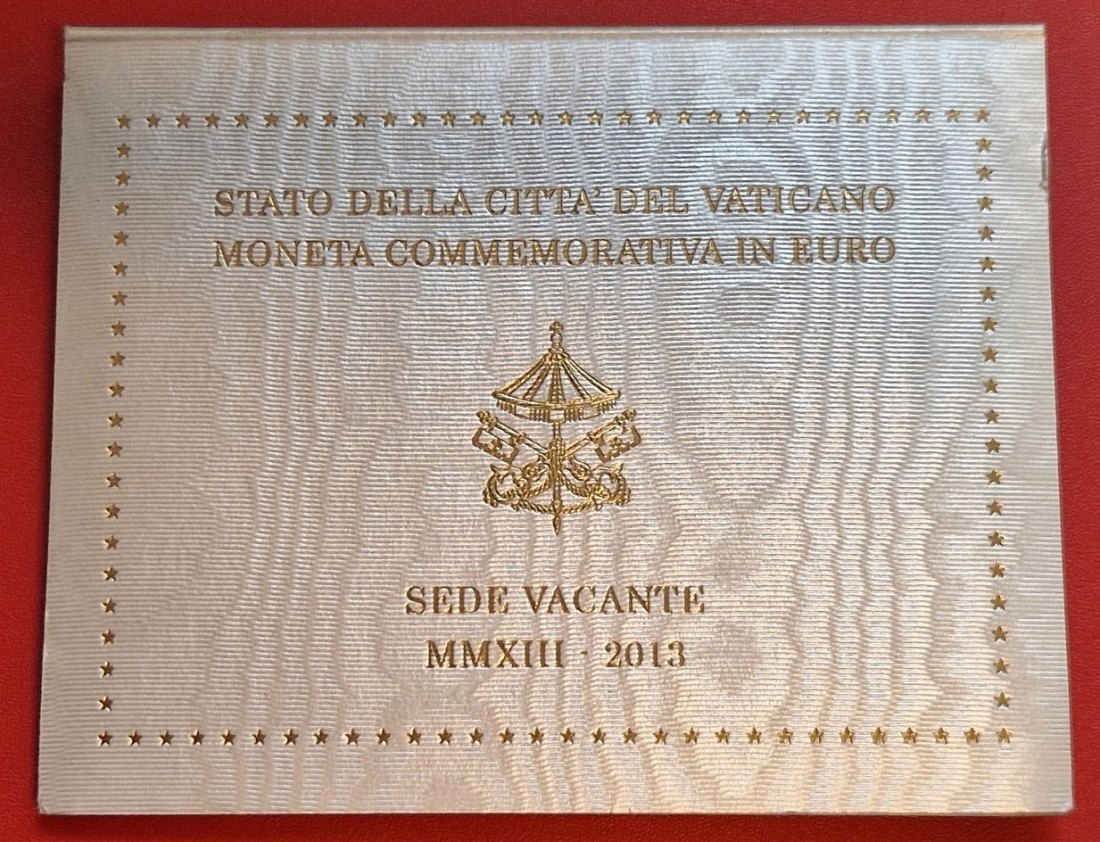 STATO DELLA CITTA' DEL VATICANO
MONETA COMMEMORATIVA IN EURO
SEDE VACANTE
MMXIII - 2013